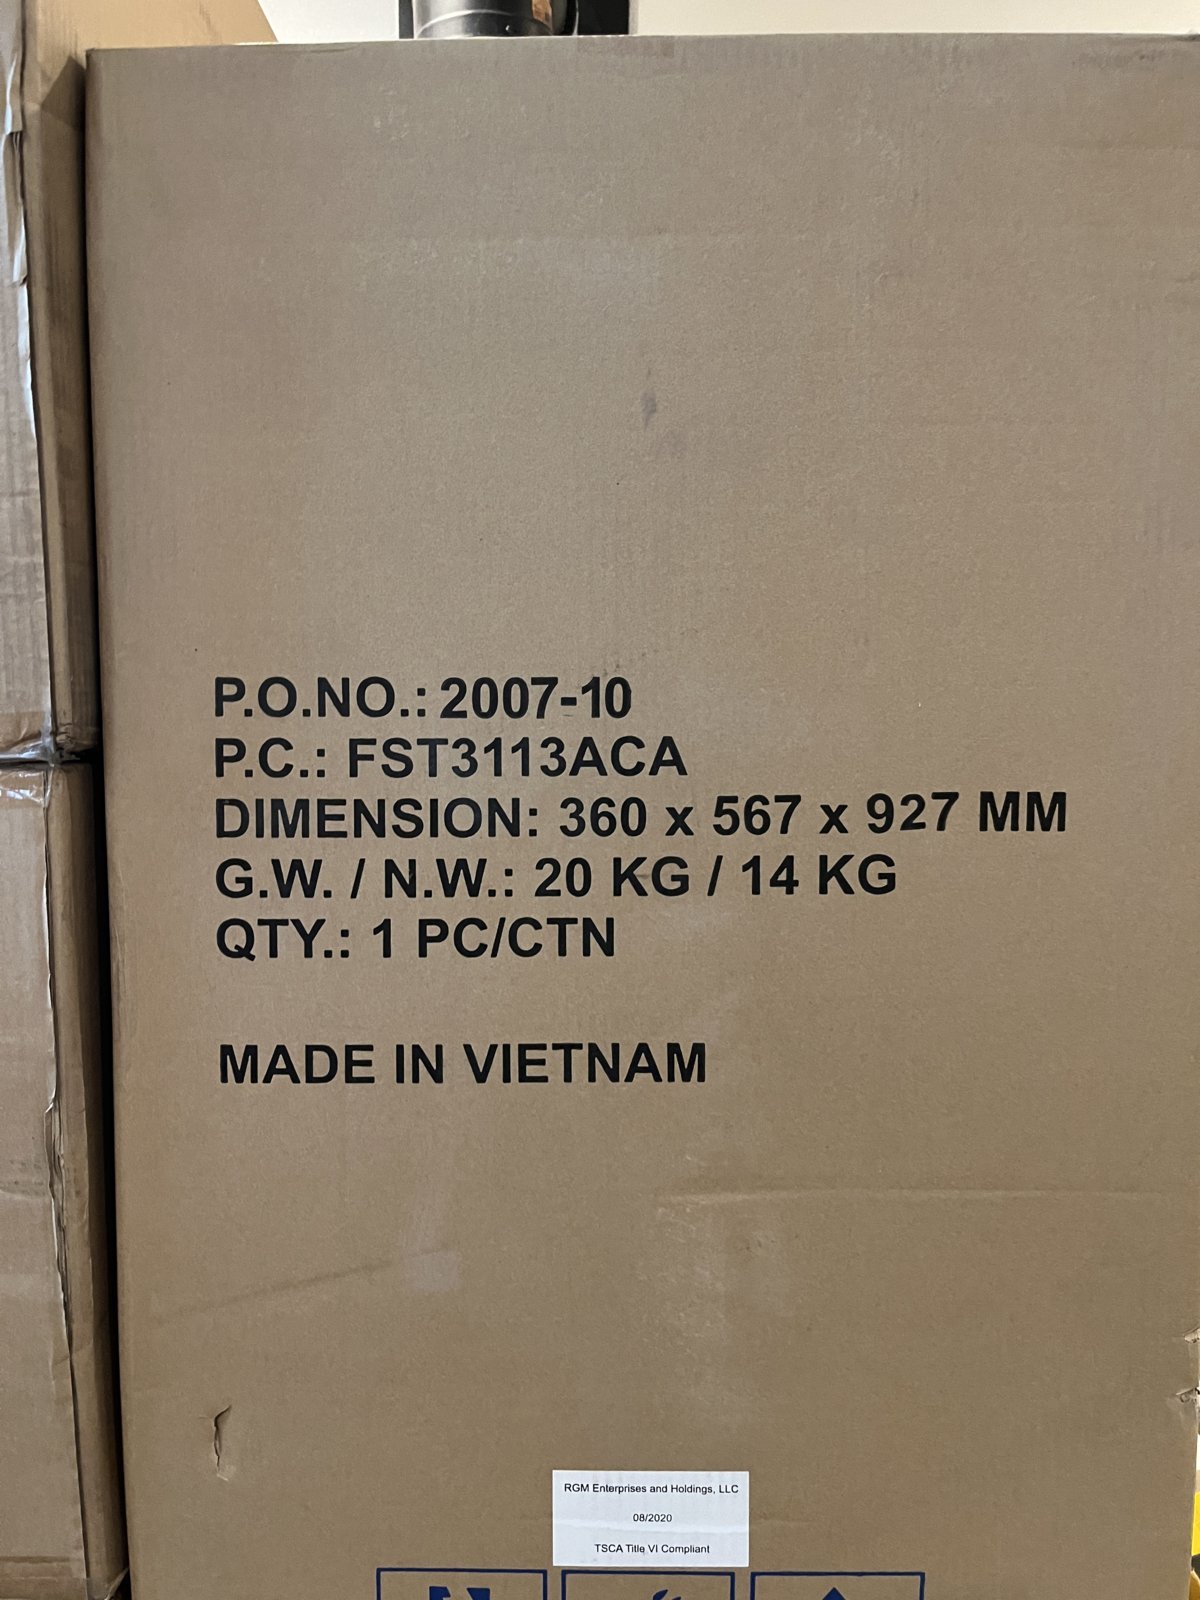 P.O.NO.: 2007-10
P.C.: FST3113ACA
DIMENSION: 360 x 567 x 927 MM
G.W. / N.W.: 20 KG / 14 KG
QTY.: 1 PC/CTN
MADE IN VIETNAM
RGM Enterprises and Holdings, LLC
08/2020
TSCA Title VI Compliant